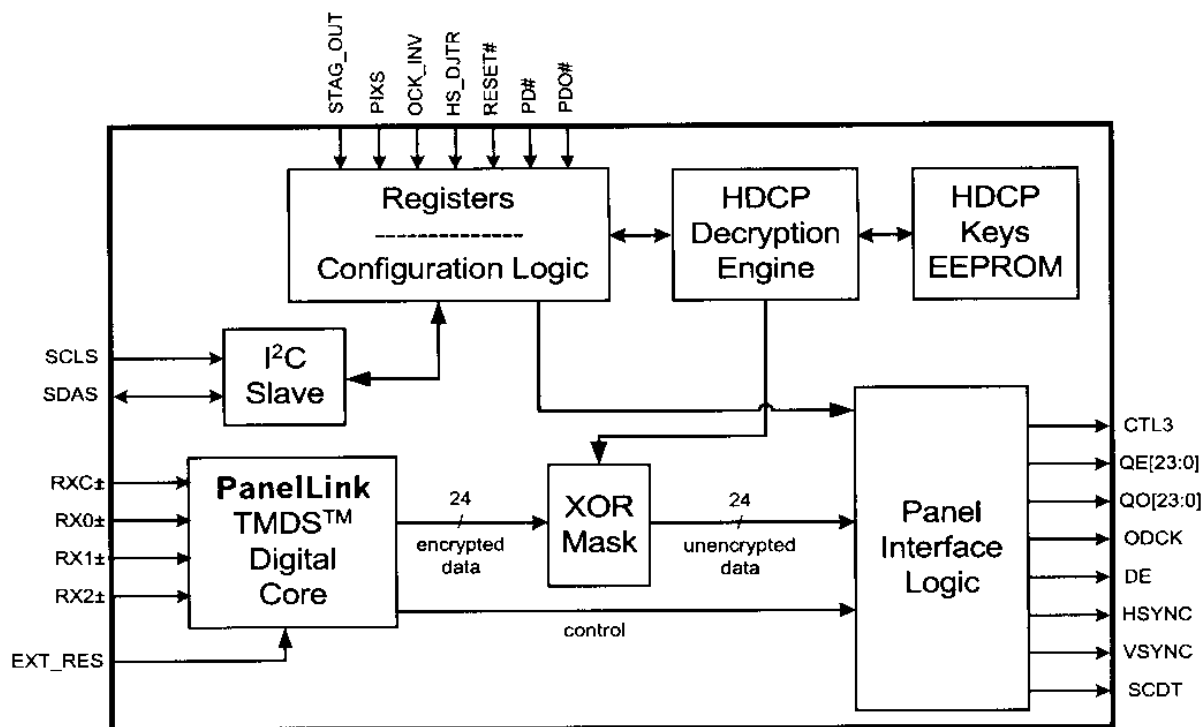 STAG_OUT
PIXS
OCK_INV
HS_DJTR
RESET#
PD#
PDO#
Registers
--------------
Configuration Logic
HDCP
Decryption
Engine
HDCP
Keys
EEPROM
SCLS
SDAS
I²C
Slave
RXC±
RX0±
RX1±
RX2±
EXT_RES
PanelLink
TMDS™
Digital
Core
24
encrypted
data
XOR
Mask
24
unencrypted
data
control
Panel
Interface
Logic
CTL3
QE[23:0]
QO[23:0]
ODCK
DE
HSYNC
VSYNC
SCDT